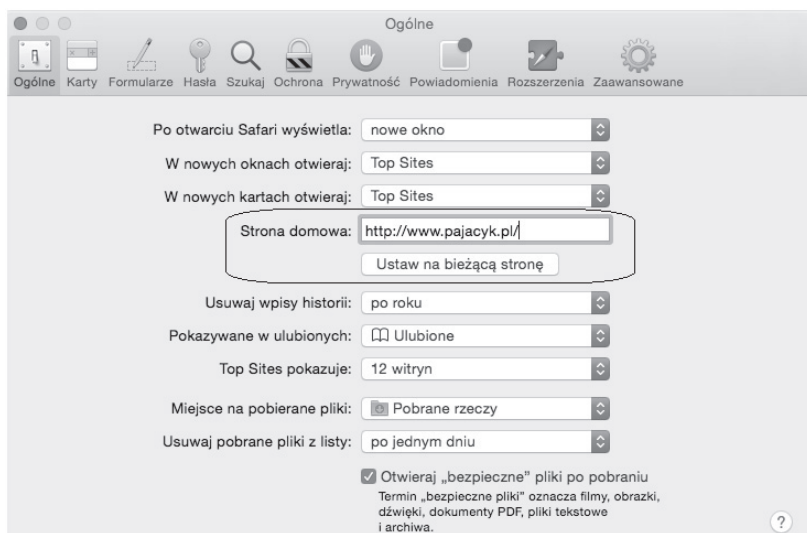 Ogólne
Ogólne Karty Formularze Hasła Szukaj Ochrona Prywatność Powiadomienia Rozszerzenia Zaawansowane
Po otwarciu Safari wyświetla: nowe okno
W nowych oknach otwieraj: Top Sites
W nowych kartach otwieraj: Top Sites
Strona domowa: http://www.pajacyk.pl/
Ustaw na bieżącą stronę
Usuwaj wpisy historii: po roku
Pokazywane w ulubionych: Ulubione
Top Sites pokazuje: 12 witryn
Miejsce na pobierane pliki: Pobrane rzeczy
Usuwaj pobrane pliki z listy: po jednym dniu
Otwieraj „bezpieczne” pliki po pobraniu
Termin „bezpieczne pliki” oznacza filmy, obrazki,
dźwięki, dokumenty PDF, pliki tekstowe
i archiwa.
?